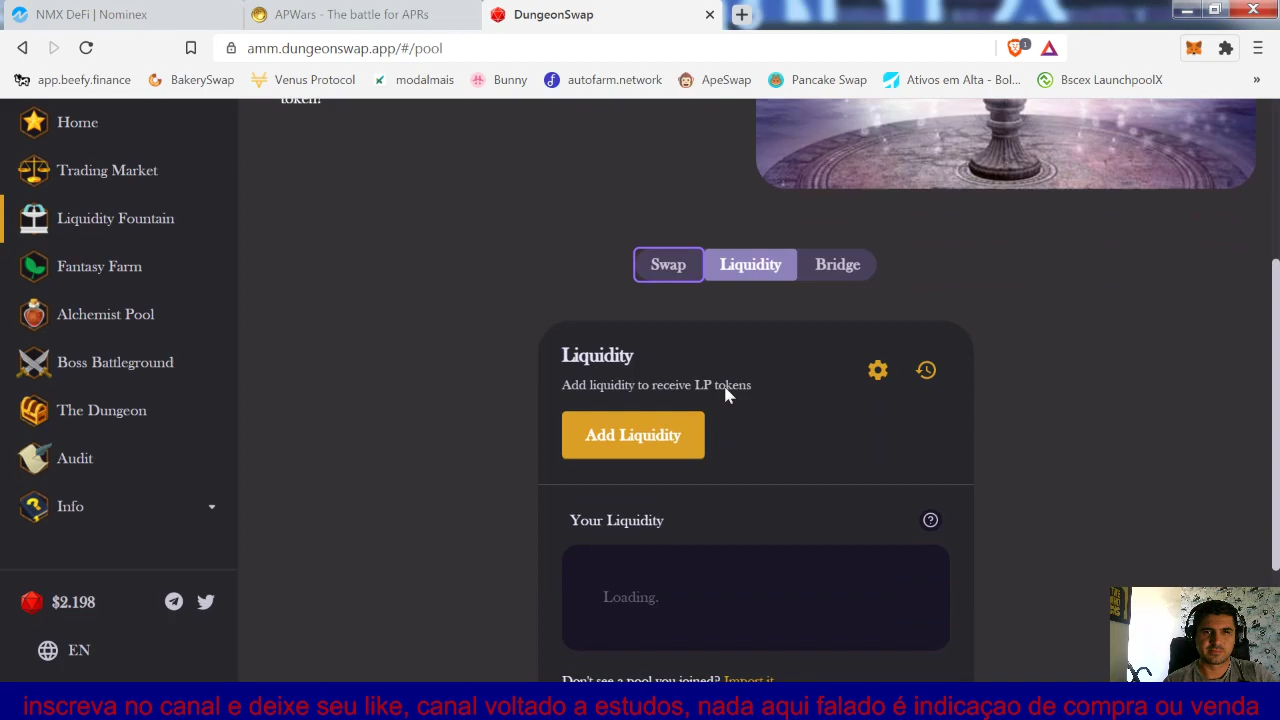 NMX DeFi | Nominex
APWars - The battle for APRs
DungeonSwap
amm.dungeonswap.app/#/pool
1
app.beefy.finance
BakerySwap
Venus Protocol
modalmais
Bunny
autofarm.network
ApeSwap
Pancake Swap
Ativos em Alta - Bol...
Bscex LaunchpoolX
»
token!
Home
Trading Market
Liquidity Fountain
Fantasy Farm
Alchemist Pool
Boss Battleground
The Dungeon
Audit
Info
$2.198
EN
Swap
Liquidity
Bridge
Liquidity
Add liquidity to receive LP tokens
Add Liquidity
Your Liquidity
Loading.
Don't see a pool you joined? Import it.
inscreva no canal e deixe seu like, canal voltado a estudos, nada aqui falado é indicaçao de compra ou venda